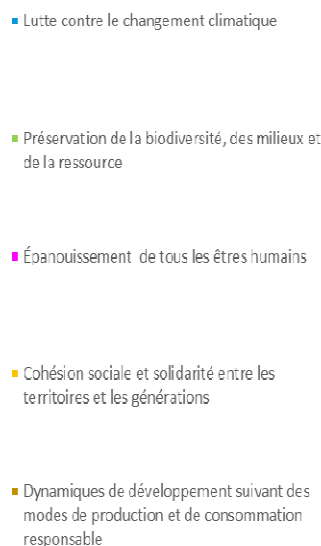 Lutte contre le changement climatique
Préservation de la biodiversité, des milieux et
de la ressource
Épanouissement de tous les êtres humains
Cohésion sociale et solidarité entre les
territoires et les générations
Dynamiques de développement suivant des
modes de production et de consommation
responsable